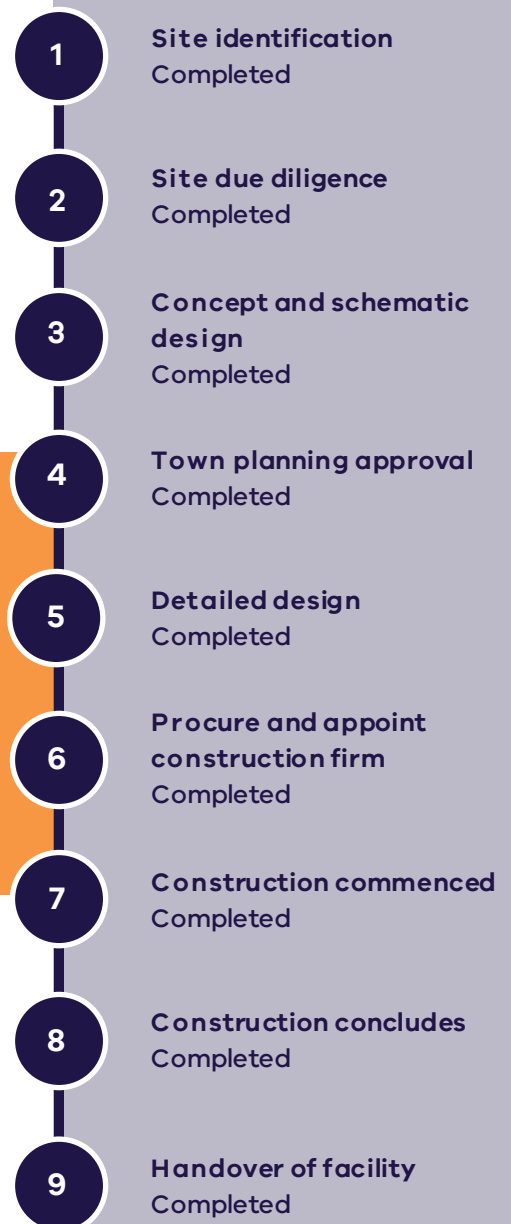 1
Site identification
Completed
2
Site due diligence
Completed
3
Concept and schematic
design
Completed
4
Town planning approval
Completed
5
Detailed design
Completed
6
Procure and appoint
construction firm
Completed
7
Construction commenced
Completed
8
Construction concludes
Completed
9
Handover of facility
Completed